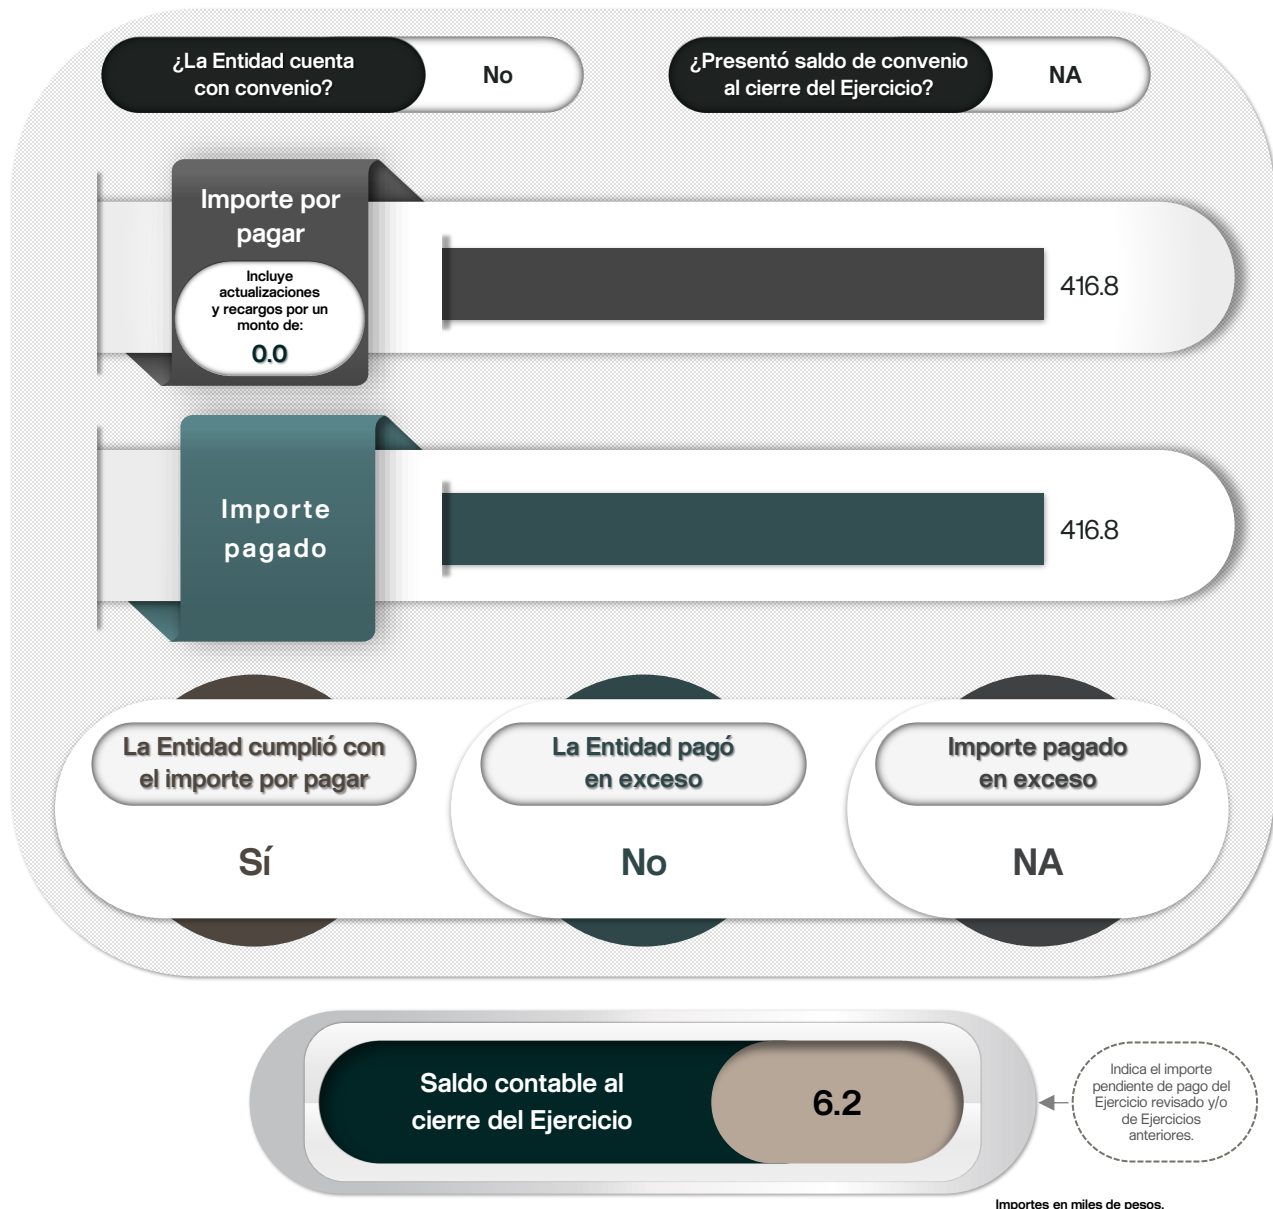 ¿La Entidad cuenta
con convenio?
No
¿Presentó saldo de convenio
al cierre del Ejercicio?
NA
Importe por
pagar
Incluye
actualizaciones
y recargos por un
monto de:
0.0
416.8
Importe
pagado
416.8
La Entidad cumplió con
el importe por pagar
Sí
La Entidad pagó
en exceso
No
Importe pagado
en exceso
NA
Saldo contable al
cierre del Ejercicio
6.2
Indica el importe
pendiente de pago del
Ejercicio revisado y/o
de Ejercicios
anteriores.
Importes en miles de pesos.